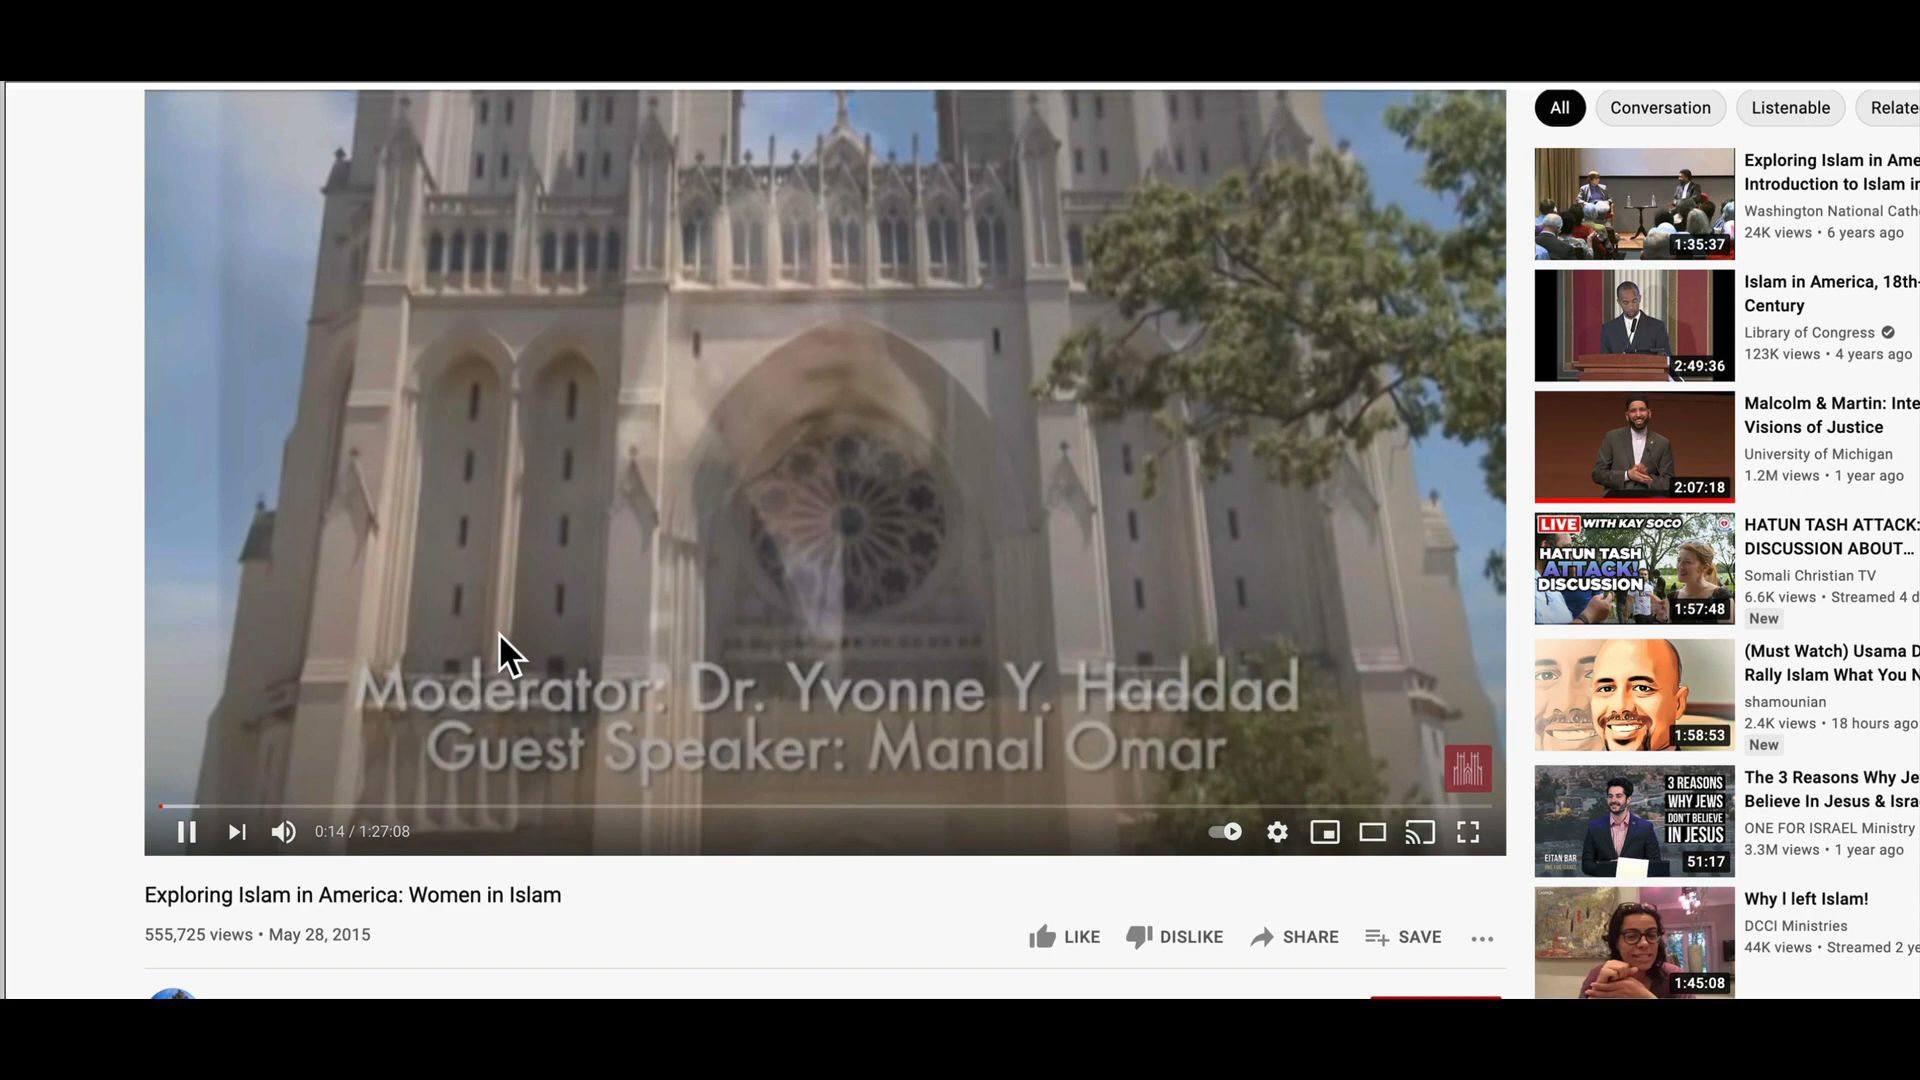 Moderator: Dr. Yvonne Y. Haddad
Guest Speaker: Manal Omar
0:14 / 1:27:08
Exploring Islam in America: Women in Islam
555,725 views • May 28, 2015
LIKE
DISLIKE
SHARE
SAVE
All
Conversation
Listenable
Relate
1:35:37
Exploring Islam in Ame
Introduction to Islam in
Washington National Cath
24K views • 6 years ago
2:49:36
Islam in America, 18th-
Century
Library of Congress
123K views • 4 years ago
2:07:18
Malcolm & Martin: Inte
Visions of Justice
University of Michigan
1.2M views • 1 year ago
LIVE WITH KAY SOCO
HATUN TASH
ATTACK!
DISCUSSION
1:57:48
HATUN TASH ATTACK:
DISCUSSION ABOUT...
Somali Christian TV
6.6K views • Streamed 4 d
New
1:58:53
(Must Watch) Usama D
Rally Islam What You N
shamounian
2.4K views • 18 hours ago
New
3 REASONS
WHY JEWS
DON'T BELIEVE
IN JESUS
EITAN BAR
51:17
The 3 Reasons Why Je
Believe In Jesus & Isra
ONE FOR ISRAEL Ministry
3.3M views • 1 year ago
1:45:08
Why I left Islam!
DCCI Ministries
44K views • Streamed 2 ye